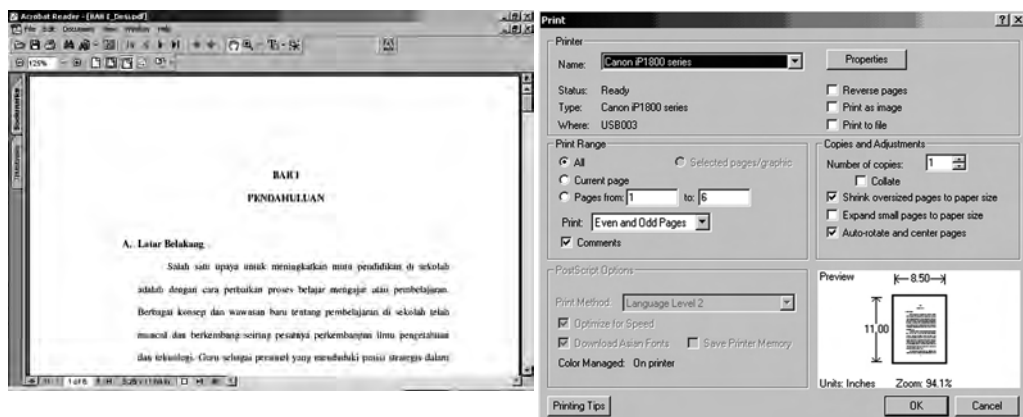 Acrobat Reader - [BAB I_Desi.pdf]
File Edit Document View Window Help
125%
Bookmarks
Thumbnails
BAB I
PENDAHULUAN
A. Latar Belakang
Salah satu upaya untuk meningkatkan mutu pendidikan di sekolah
adalah dengan cara perbaikan proses belajar mengajar atau pembelajaran.
Berbagai konsep dan wawasan baru tentang pembelajaran di sekolah telah
muncul dan berkembang seiring pesatnya perkembangan ilmu pengetahuan
dan teknologi. Guru sebagai personel yang menduduki posisi strategis dalam
1 of 6
Print
Printer
Name: Canon iP1800 series
Properties
Status: Ready
Reverse pages
Type: Canon iP1800 series
Print as image
Where: USB003
Print to file
Print Range
All
Selected pages/graphic
Current page
Pages from: 1 to: 6
Print: Even and Odd Pages
Comments
Copies and Adjustments
Number of copies: 1
Collate
Shrink oversized pages to paper size
Expand small pages to paper size
Auto-rotate and center pages
PostScript Options
Print Method: Language Level 2
Optimize for Speed
Download Asian Fonts
Save Printer Memory
Color Managed: On printer
Preview
8.50
11.00
Units: Inches Zoom: 94.1%
Printing Tips
OK
Cancel